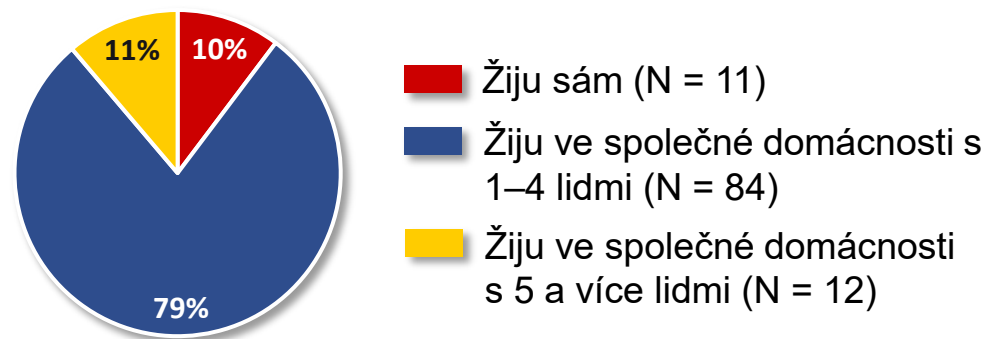 11%
10%
79%
Žiju sám (N = 11)
Žiju ve společné domácnosti s
1–4 lidmi (N = 84)
Žiju ve společné domácnosti
s 5 a více lidmi (N = 12)